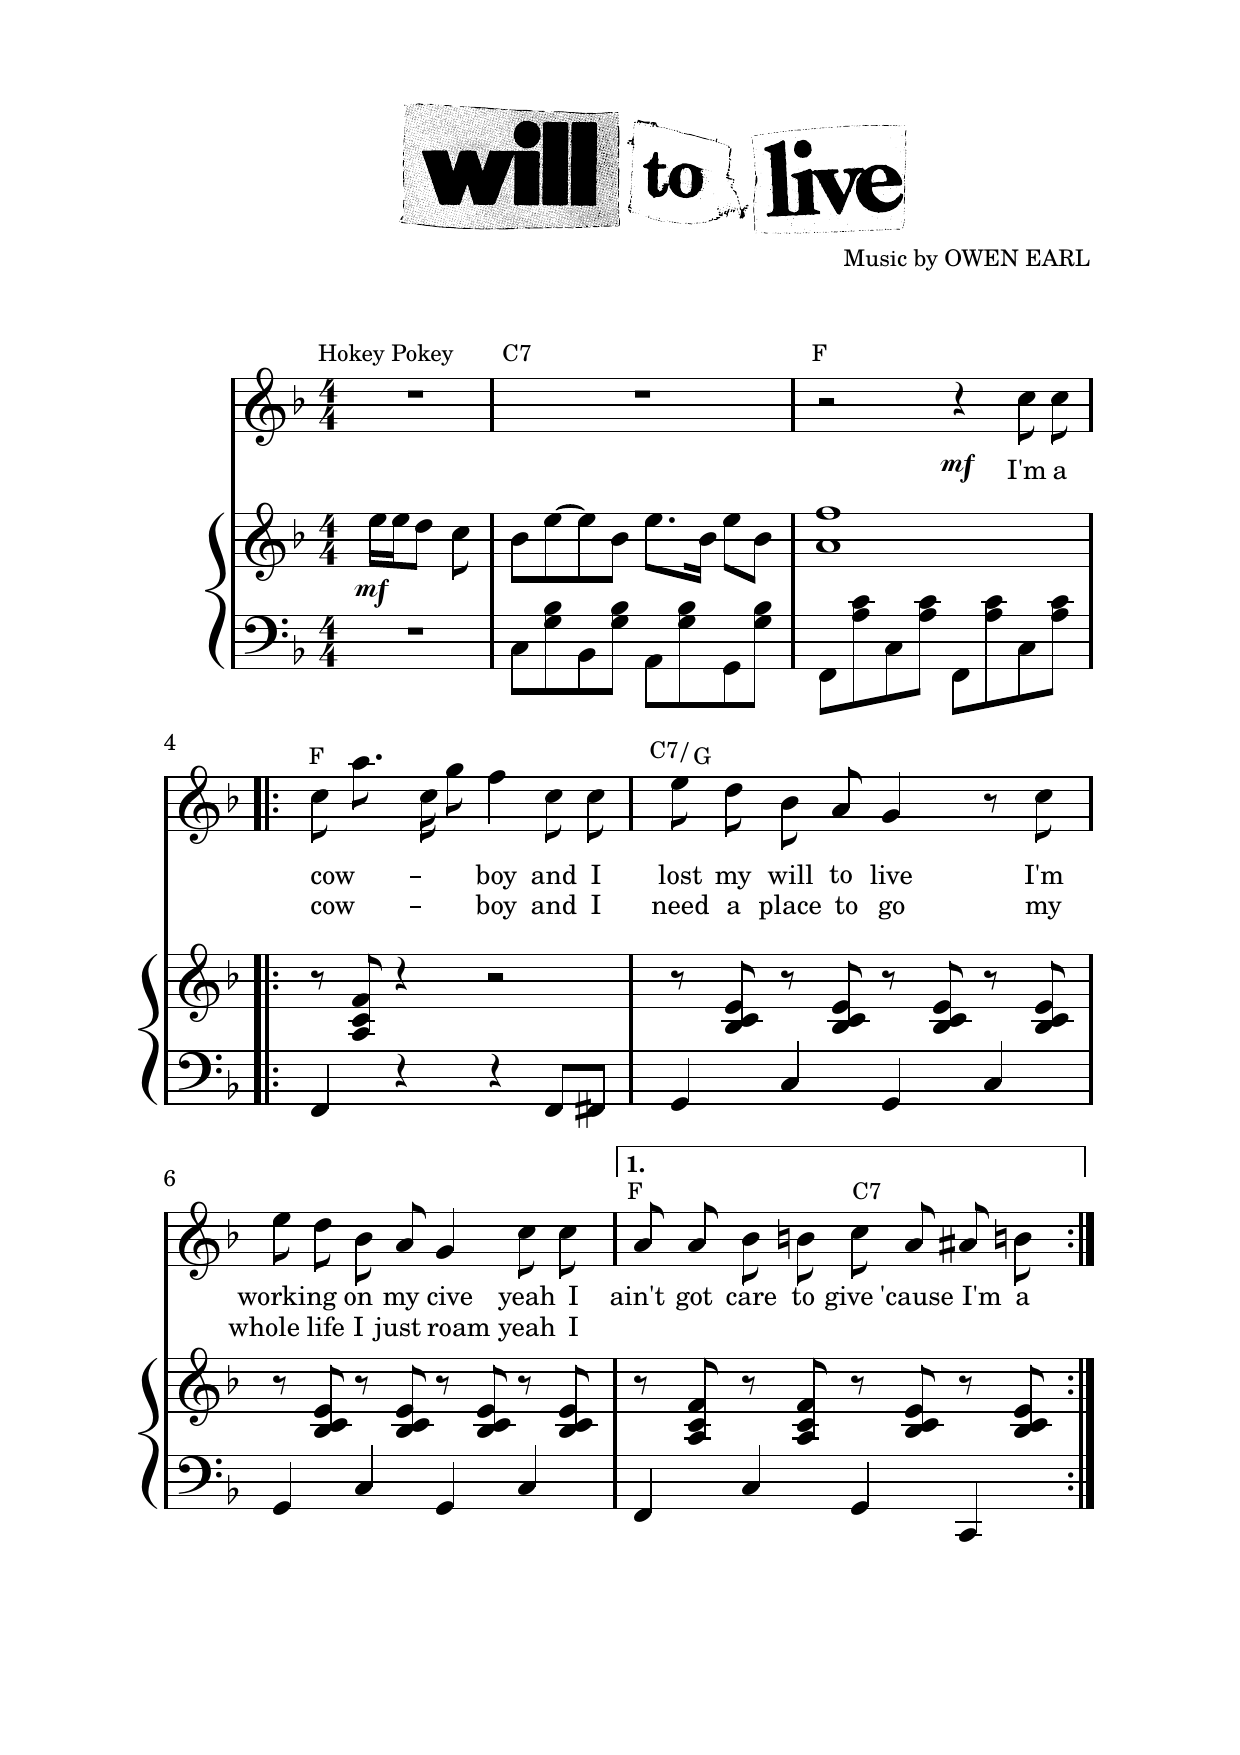 will to live
Music by OWEN EARL
Hokey Pokey C7 F
mf I'm a
mf
4
F C7/G
cow – boy and I lost my will to live I'm
cow – boy and I need a place to go my
6
1.
F C7
working on my cive yeah I ain't got care to give 'cause I'm a
whole life I just roam yeah I